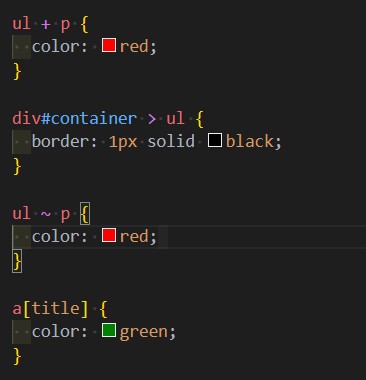 ul + p {
  color: red;
}

div#container > ul {
  border: 1px solid black;
}

ul ~ p {
  color: red;
}

a[title] {
  color: green;
}